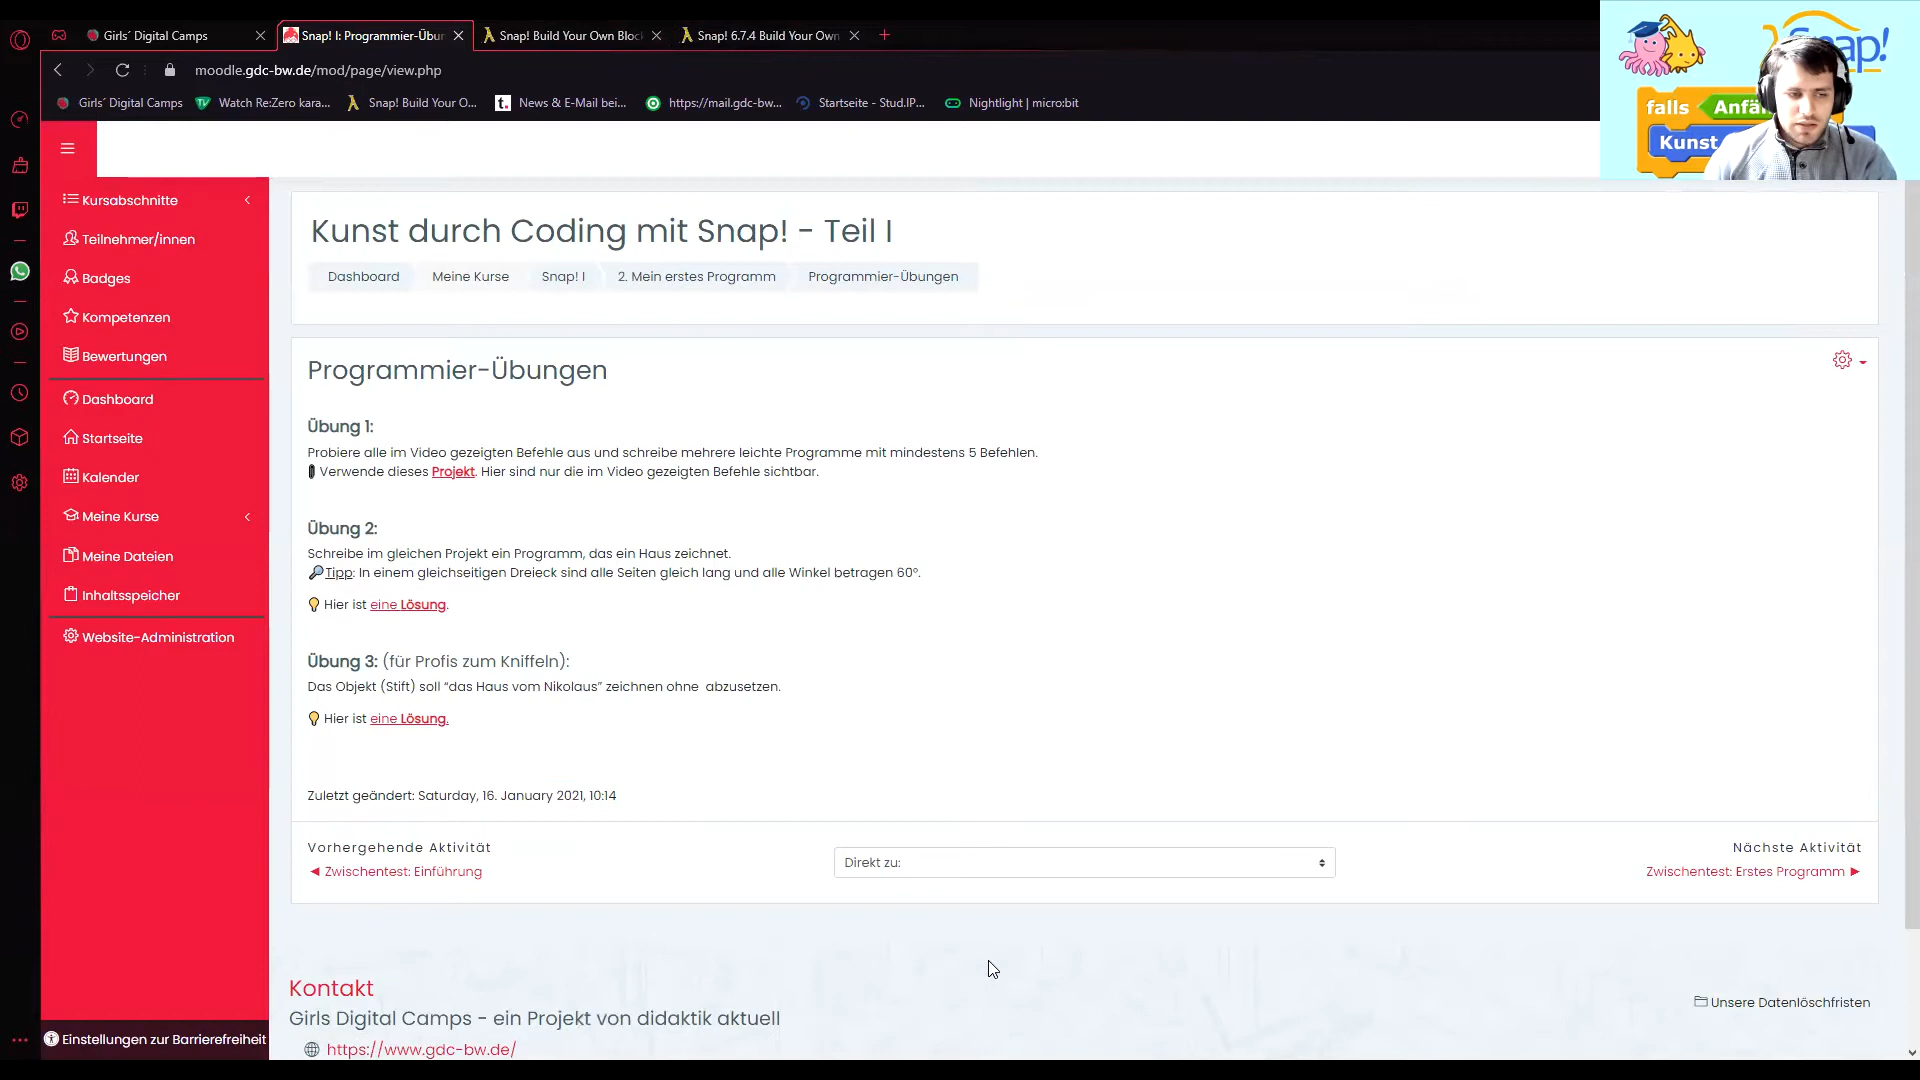 Girls´ Digital Camps
Snap! I: Programmier-Übur
Snap! Build Your Own Bloc
Snap! 6.7.4 Build Your Own
moodle.gdc-bw.de/mod/page/view.php
Girls´ Digital Camps
Watch Re:Zero kara...
Snap! Build Your O...
News & E-Mail bei...
https://mail.gdc-bw...
Startseite - Stud.IP...
Nightlight | micro:bit
falls
Kunst
Kursabschnitte
Teilnehmer/innen
Badges
Kompetenzen
Bewertungen
Dashboard
Startseite
Kalender
Meine Kurse
Meine Dateien
Inhaltsspeicher
Website-Administration
Einstellungen zur Barrierefreiheit
Kunst durch Coding mit Snap! - Teil I
Dashboard
Meine Kurse
Snap! I
2. Mein erstes Programm
Programmier-Übungen
Programmier-Übungen
Übung 1:
Probiere alle im Video gezeigten Befehle aus und schreibe mehrere leichte Programme mit mindestens 5 Befehlen.
Verwende dieses Projekt. Hier sind nur die im Video gezeigten Befehle sichtbar.
Übung 2:
Schreibe im gleichen Projekt ein Programm, das ein Haus zeichnet.
Tipp: In einem gleichseitigen Dreieck sind alle Seiten gleich lang und alle Winkel betragen 60°.
Hier ist eine Lösung.
Übung 3: (für Profis zum Kniffeln):
Das Objekt (Stift) soll “das Haus vom Nikolaus” zeichnen ohne abzusetzen.
Hier ist eine Lösung.
Zuletzt geändert: Saturday, 16. January 2021, 10:14
Vorhergehende Aktivität
◄ Zwischentest: Einführung
Direkt zu:
Nächste Aktivität
Zwischentest: Erstes Programm ►
Kontakt
Girls Digital Camps - ein Projekt von didaktik aktuell
https://www.gdc-bw.de/
Unsere Datenlöschfristen